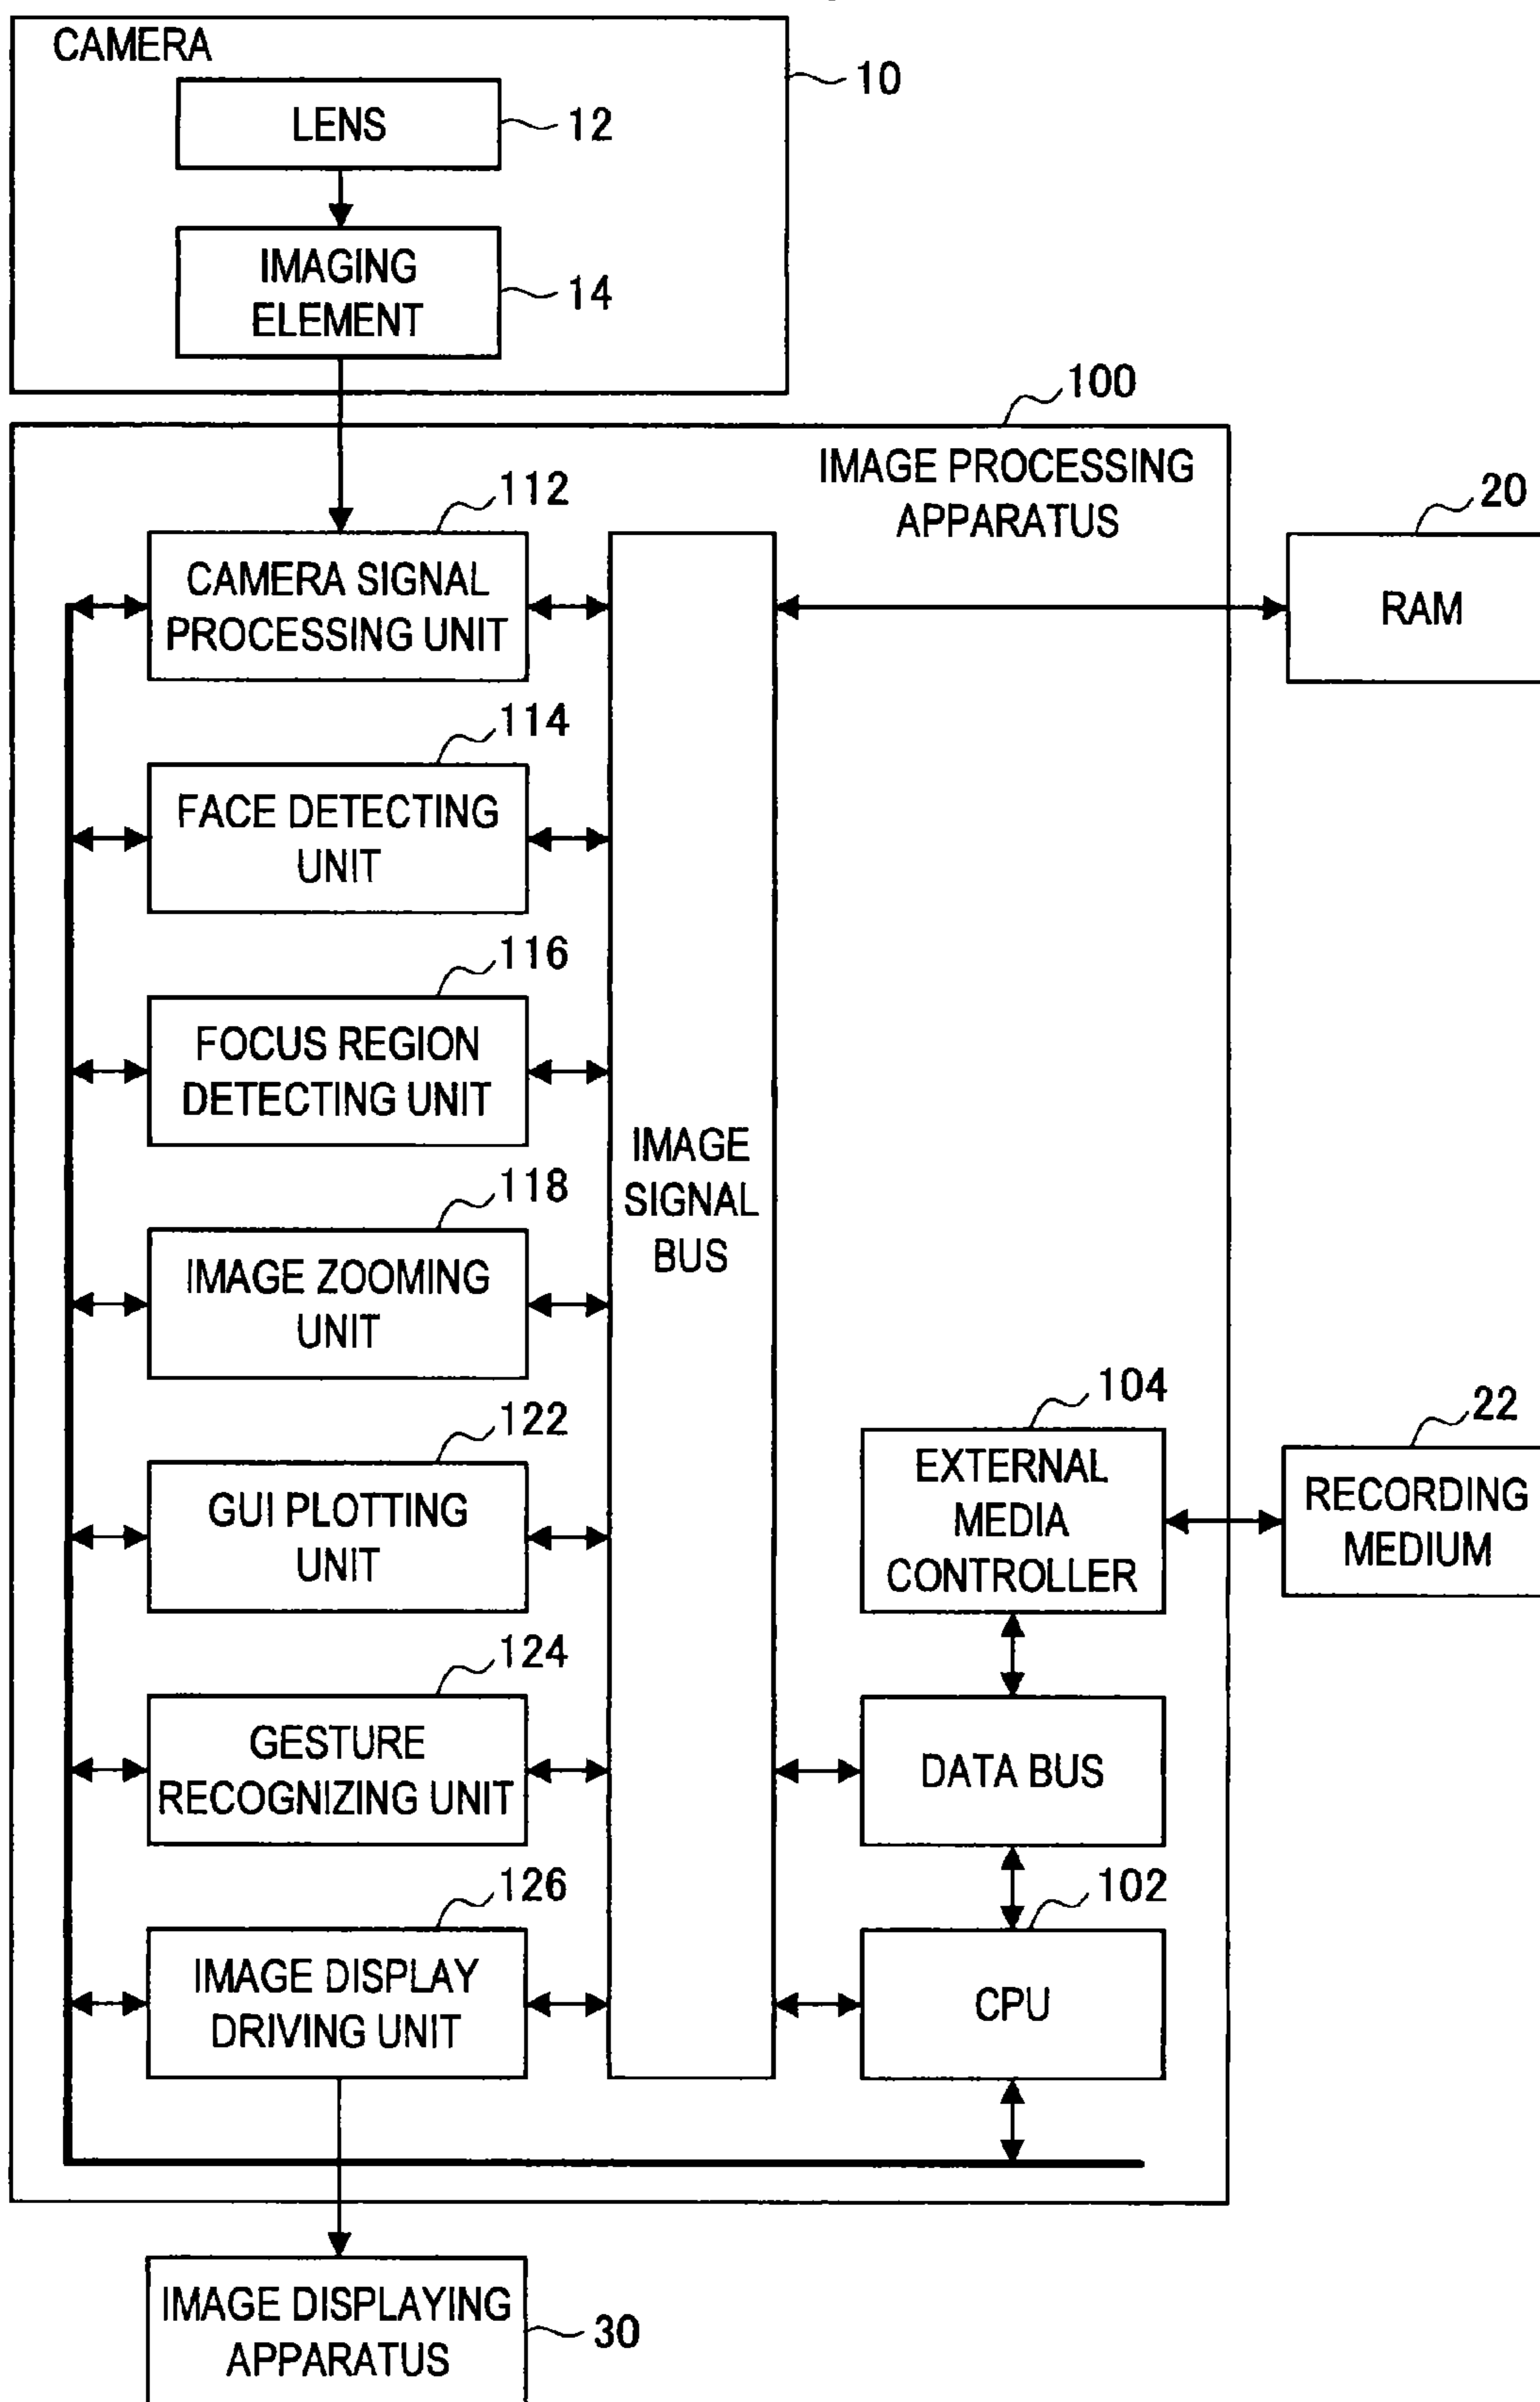 CAMERA
10
LENS
12
IMAGING
ELEMENT
14
100
IMAGE PROCESSING
APPARATUS
112
CAMERA SIGNAL
PROCESSING UNIT
20
RAM
114
FACE DETECTING
UNIT
116
FOCUS REGION
DETECTING UNIT
IMAGE
SIGNAL
BUS
118
IMAGE ZOOMING
UNIT
104
EXTERNAL
MEDIA
CONTROLLER
22
RECORDING
MEDIUM
122
GUI PLOTTING
UNIT
124
GESTURE
RECOGNIZING UNIT
DATA BUS
126
IMAGE DISPLAY
DRIVING UNIT
102
CPU
IMAGE DISPLAYING
APPARATUS
30